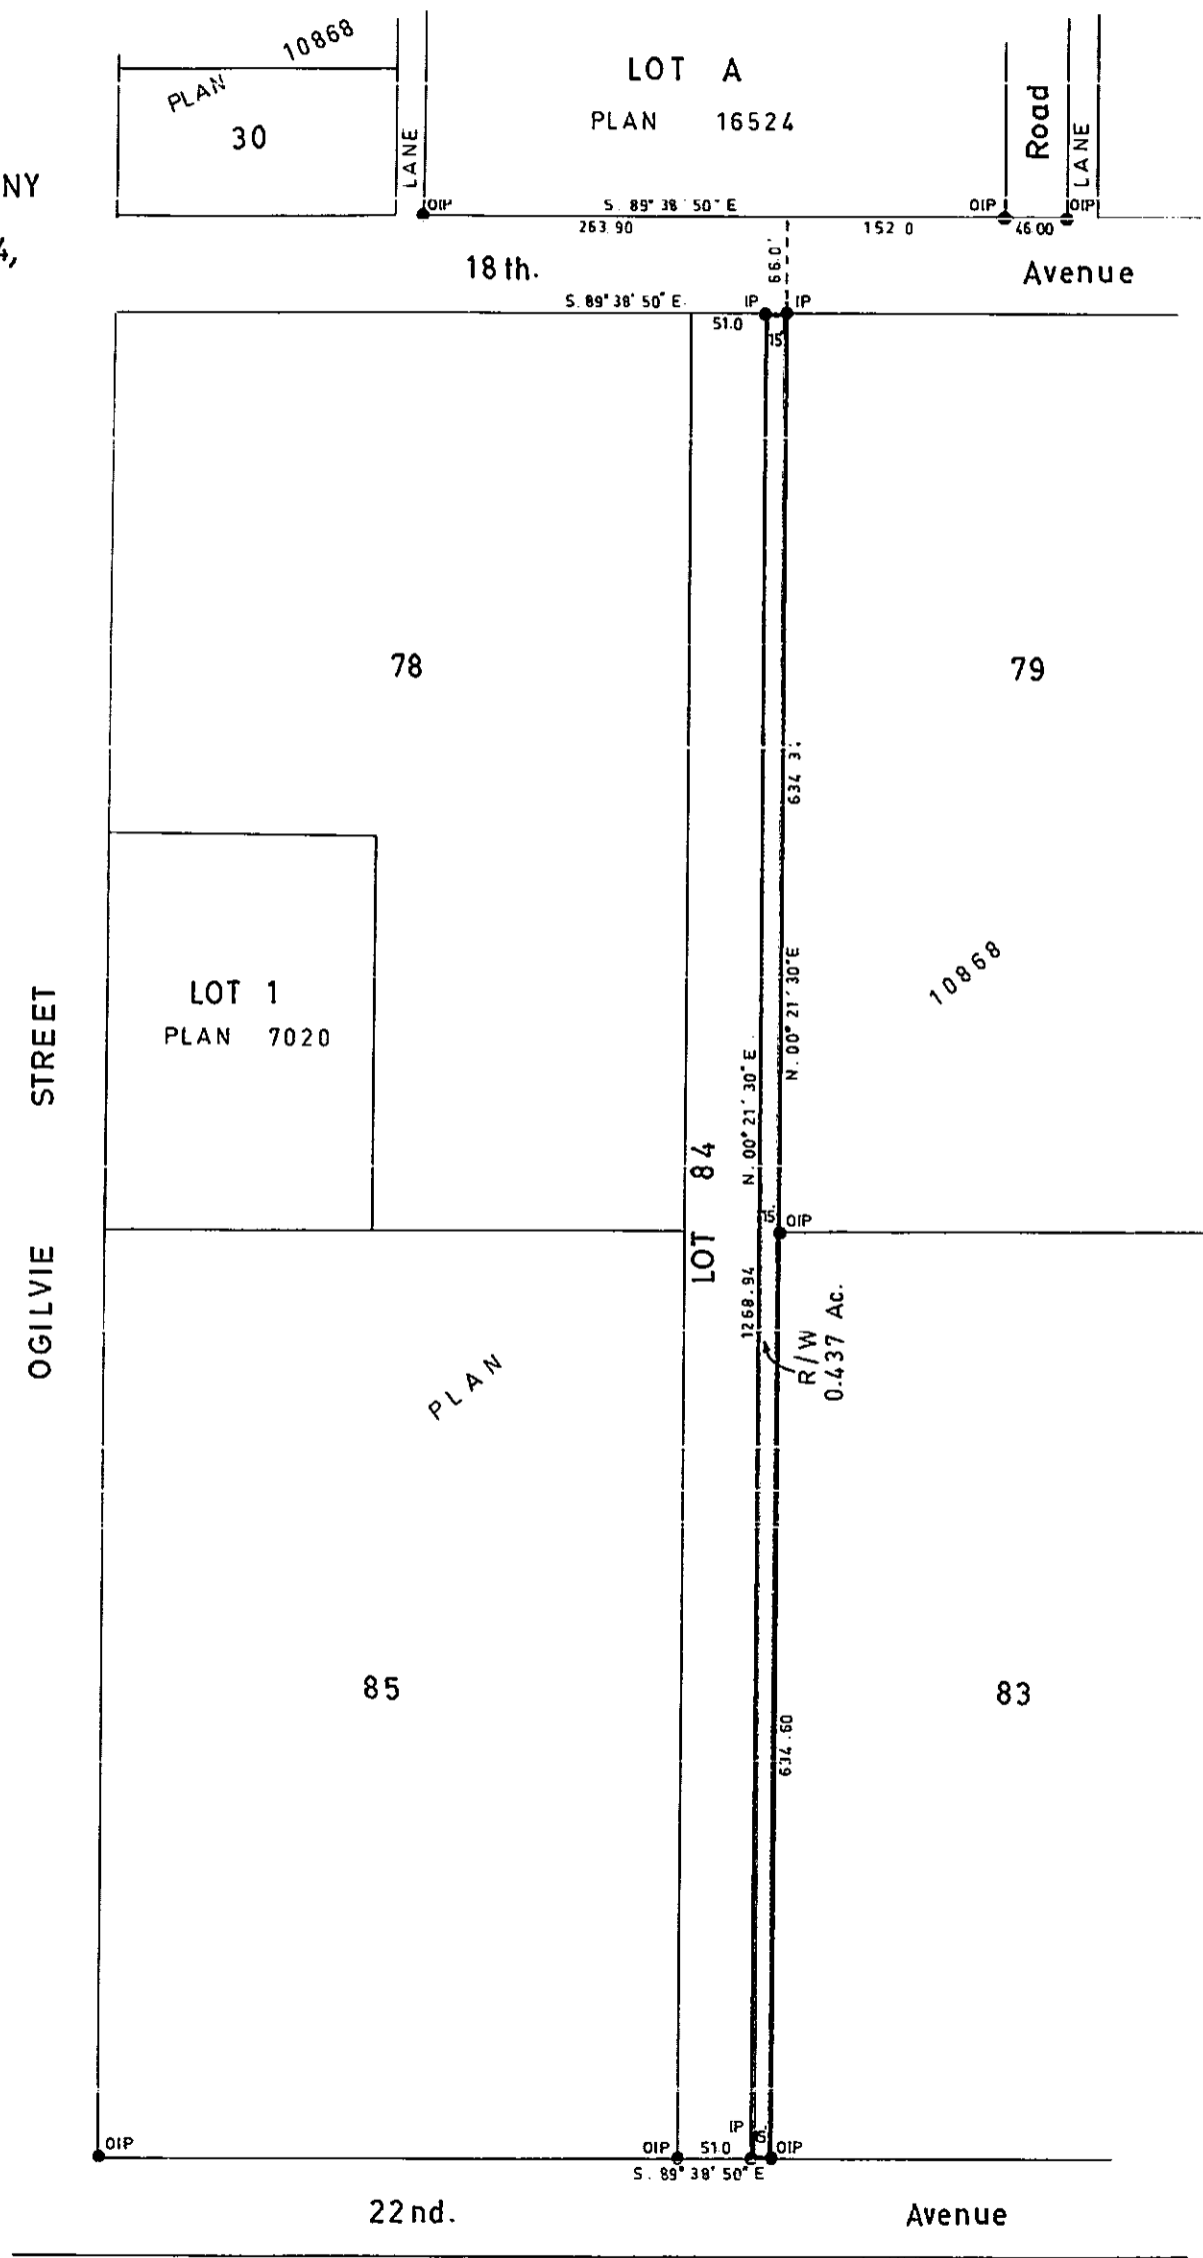 10868
PLAN
30
LANE
LOT A
PLAN 16524
Road
LANE
NY
4,
OIP
S. 89° 38' 50" E
OIP
OIP
263.90
152.0
46.00
18th.
66.0'
Avenue
S. 89° 38' 50" E.
IP
IP
51.0
15'
78
79
634.31
LOT 1
PLAN 7020
10868
N. 00° 21' 30" E
N. 00° 21' 30" E.
STREET
OGILVIE
LOT 84
15'
OIP
1268.94
R/W
0.437 Ac.
PLAN
85
83
634.60
OIP
OIP
51.0
IP
15'
OIP
S. 89° 38' 50" E
22nd.
Avenue